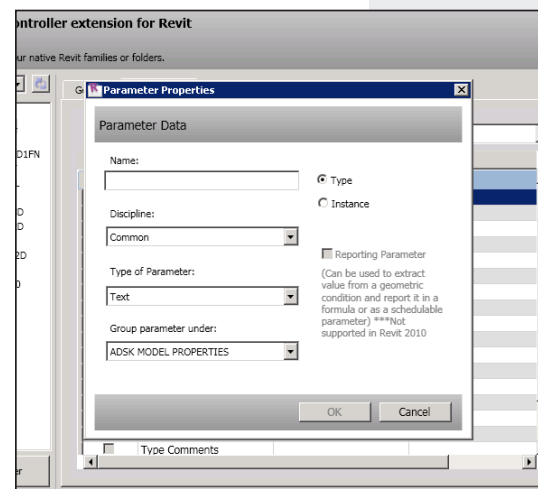 ontroller extension for Revit
ur native Revit families or folders.
G
Parameter Properties
Parameter Data
Name:
Type
Instance
D1FN
Discipline:
D
D
Common
Reporting Parameter
2D
Type of Parameter:
(Can be used to extract
value from a geometric
condition and report it in a
formula or as a schedulable
parameter) ***Not
supported in Revit 2010
Text
Group parameter under:
ADSK MODEL PROPERTIES
OK
Cancel
Type Comments
er